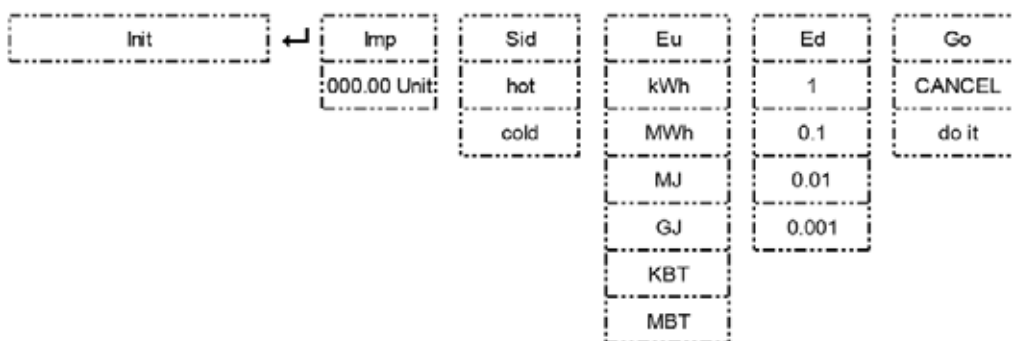 Init Imp Sid Eu Ed Go
000.00 Unit hot kWh 1 CANCEL
cold MWh 0.1 do it
MJ 0.01
GJ 0.001
KBT
MBT